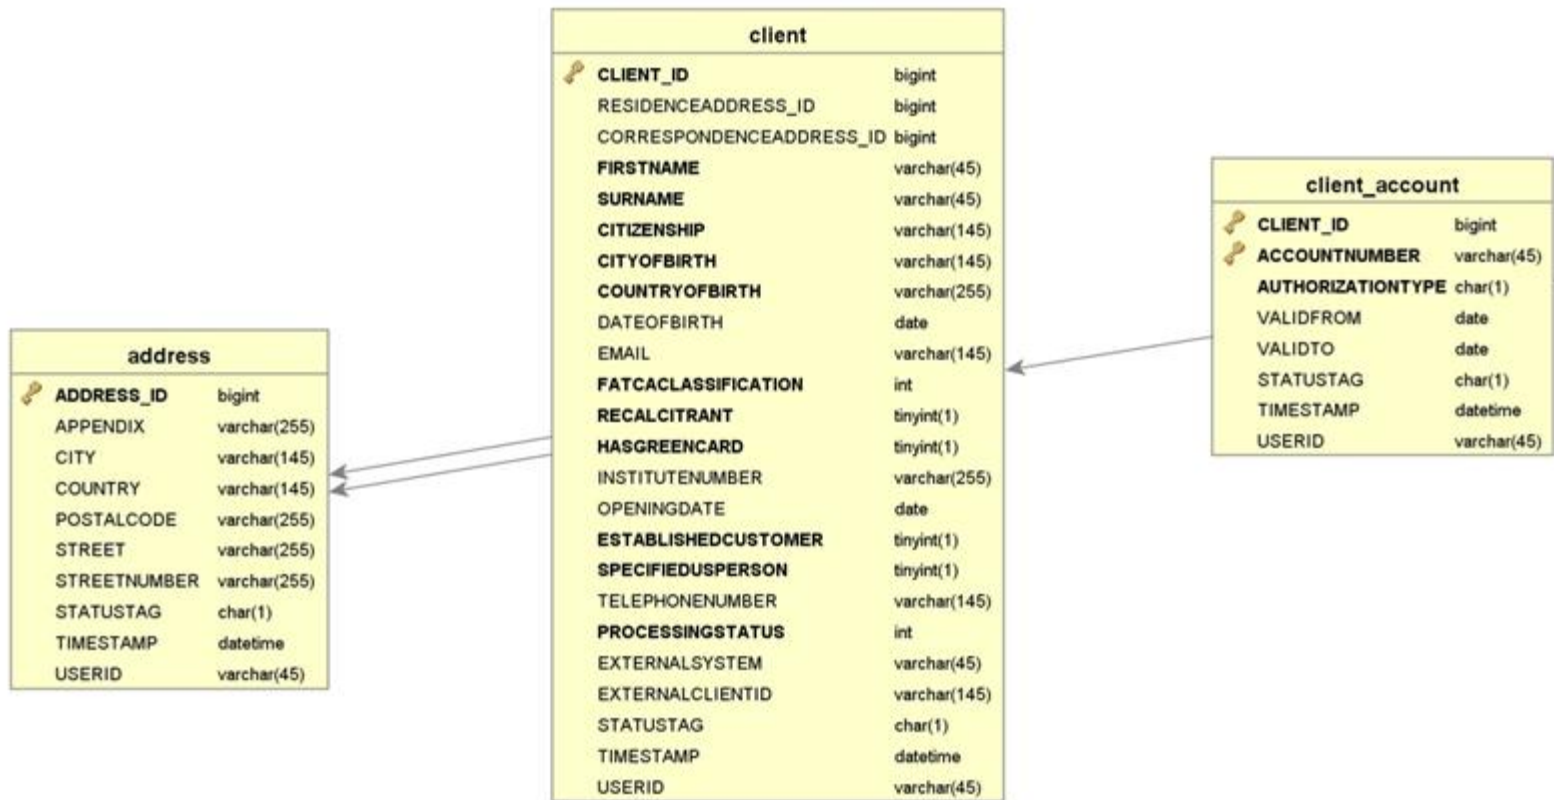 client
CLIENT_ID bigint
RESIDENCEADDRESS_ID bigint
CORRESPONDENCEADDRESS_ID bigint
FIRSTNAME varchar(45)
SURNAME varchar(45)
CITIZENSHIP varchar(145)
CITYOFBIRTH varchar(145)
COUNTRYOFBIRTH varchar(255)
DATEOFBIRTH date
EMAIL varchar(145)
FATCACLASSIFICATION int
RECALCITRANT tinyint(1)
HASGREENCARD tinyint(1)
INSTITUTENUMBER varchar(255)
OPENINGDATE date
ESTABLISHEDCUSTOMER tinyint(1)
SPECIFIEDUSPERSON tinyint(1)
TELEPHONENUMBER varchar(145)
PROCESSINGSTATUS int
EXTERNALSYSTEM varchar(45)
EXTERNALCLIENTID varchar(145)
STATUSTAG char(1)
TIMESTAMP datetime
USERID varchar(45)
client_account
CLIENT_ID bigint
ACCOUNTNUMBER varchar(45)
AUTHORIZATIONTYPE char(1)
VALIDFROM date
VALIDTO date
STATUSTAG char(1)
TIMESTAMP datetime
USERID varchar(45)
address
ADDRESS_ID bigint
APPENDIX varchar(255)
CITY varchar(145)
COUNTRY varchar(145)
POSTALCODE varchar(255)
STREET varchar(255)
STREETNUMBER varchar(255)
STATUSTAG char(1)
TIMESTAMP datetime
USERID varchar(45)